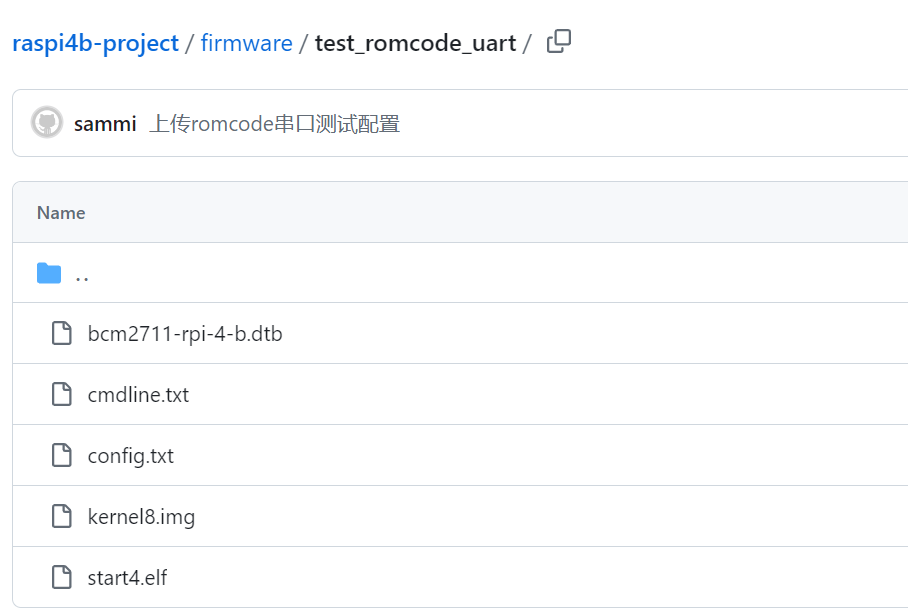 raspi4b-project / firmware / test_romcode_uart /
sammi 上传romcode串口测试配置
Name
..
bcm2711-rpi-4-b.dtb
cmdline.txt
config.txt
kernel8.img
start4.elf